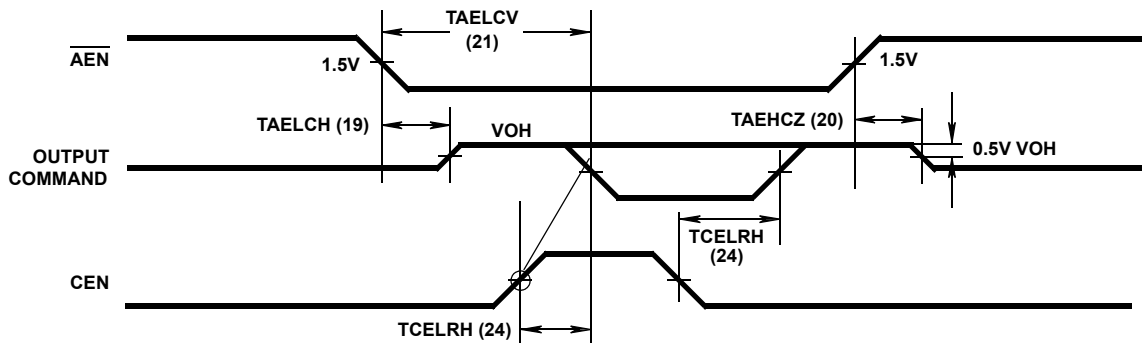 TAELCV
(21)
AEN
1.5V
1.5V
TAELCH (19)
VOH
TAEHCZ (20)
0.5V VOH
OUTPUT
COMMAND
TCELRH
(24)
CEN
TCELRH (24)